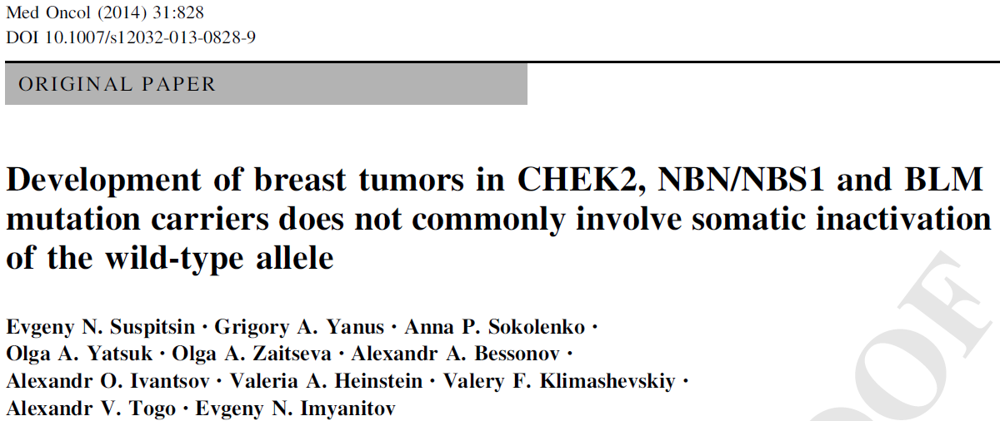 Med Oncol (2014) 31:828
DOI 10.1007/s12032-013-0828-9
ORIGINAL PAPER
Development of breast tumors in CHEK2, NBN/NBS1 and BLM
mutation carriers does not commonly involve somatic inactivation
of the wild-type allele
Evgeny N. Suspitsin · Grigory A. Yanus · Anna P. Sokolenko ·
Olga A. Yatsuk · Olga A. Zaitseva · Alexandr A. Bessonov ·
Alexandr O. Ivantsov · Valeria A. Heinstein · Valery F. Klimashevskiy ·
Alexandr V. Togo · Evgeny N. Imyanitov
OOF